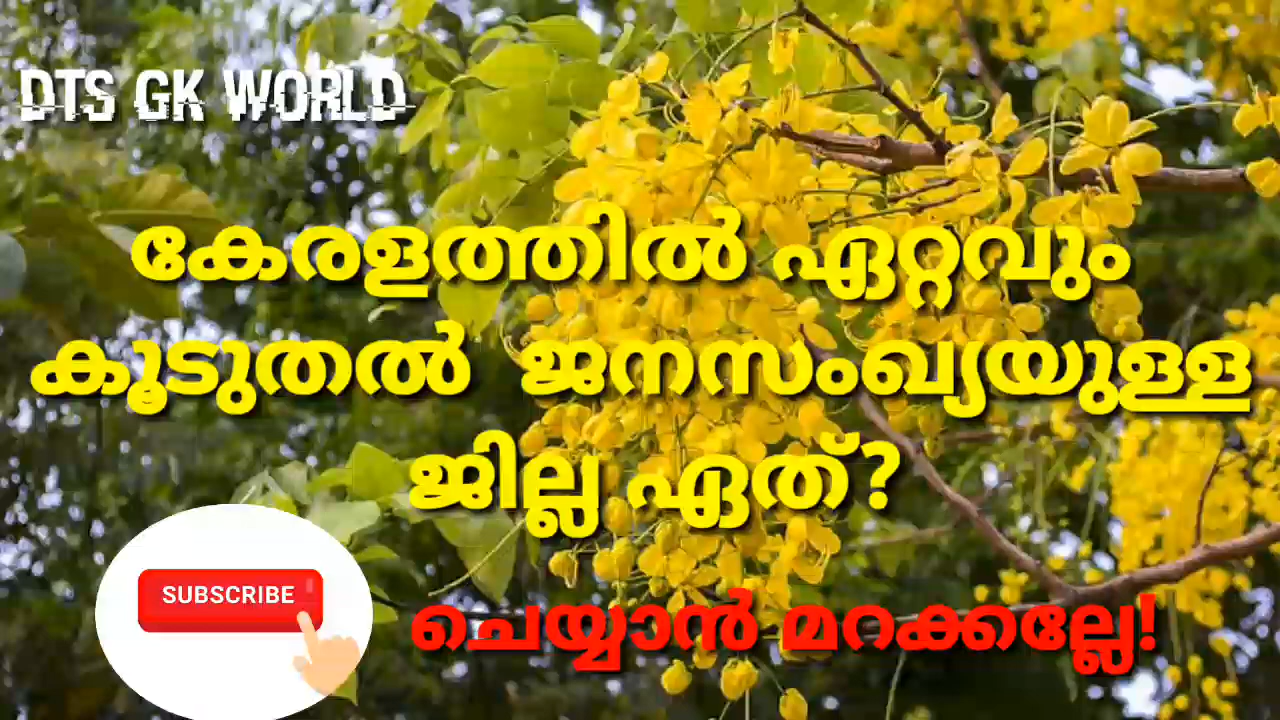 DTS GK WORLD
കേരളത്തിൽ ഏറ്റവും
കൂടുതൽ ജനസംഖ്യയുള്ള
ജില്ല ഏത്?
SUBSCRIBE
ചെയ്യാൻ മറക്കല്ലേ!